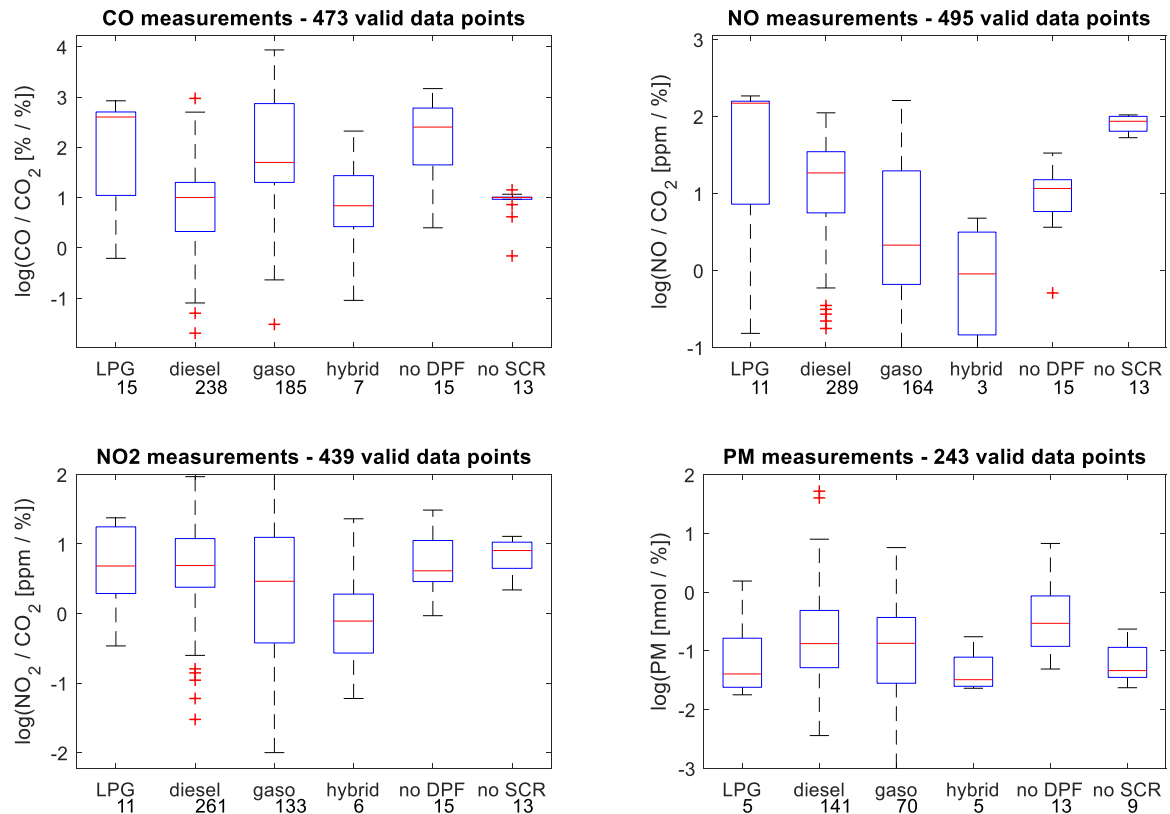 CO measurements - 473 valid data points
log(CO / CO2 [% / %])
4
3
2
1
0
-1
LPG diesel gaso hybrid no DPF no SCR
15 238 185 7 15 13
NO measurements - 495 valid data points
log(NO / CO2 [ppm / %])
3
2
1
0
-1
LPG diesel gaso hybrid no DPF no SCR
11 289 164 3 15 13
NO2 measurements - 439 valid data points
log(NO2 / CO2 [ppm / %])
2
1
0
-1
-2
LPG diesel gaso hybrid no DPF no SCR
11 261 133 6 15 13
PM measurements - 243 valid data points
log(PM [nmol / %])
2
0
-1
-2
-3
LPG diesel gaso hybrid no DPF no SCR
5 141 70 5 13 9